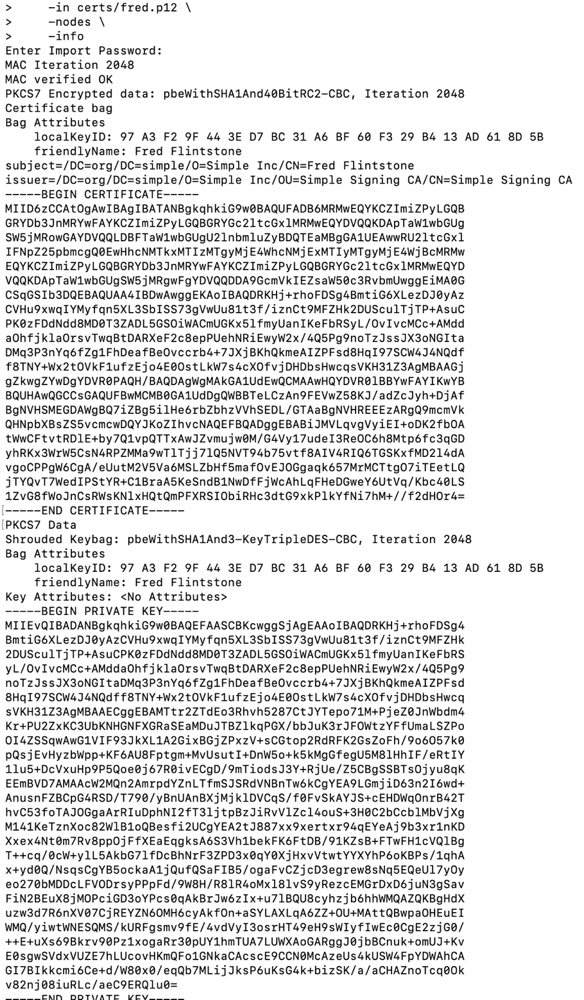 >     -in certs/fred.p12 \
>     -nodes \
>     -info
Enter Import Password:
MAC Iteration 2048
MAC verified OK
PKCS7 Encrypted data: pbeWithSHA1And40BitRC2-CBC, Iteration 2048
Certificate bag
Bag Attributes
    localKeyID: 97 A3 F2 9F 44 3E D7 BC 31 A6 BF 60 F3 29 B4 13 AD 61 8D 5B
    friendlyName: Fred Flintstone
subject=/DC=org/DC=simple/O=Simple Inc/CN=Fred Flintstone
issuer=/DC=org/DC=simple/O=Simple Inc/OU=Simple Signing CA/CN=Simple Signing CA
-----BEGIN CERTIFICATE-----
MIID6zCCAtOgAwIBAgIBATANBgkqhkiG9w0BAQUFADB6MRMwEQYKCZImiZPyLGQB
GRYDb3JnMRYwFAYKCZImiZPyLGQBGRYGc2ltcGxlMRMwEQYDVQQKDApTaW1wbGUg
SW5jMRowGAYDVQQLDBFTaW1wbGUgU2lnbmluZyBDQTEaMBgGA1UEAwwRU2ltcGxl
IFNpZ25pbmcgQ0EwHhcNMTkxMTIzMTgyMjE4WhcNMjExMTIyMTgyMjE4WjBcMRMw
EQYKCZImiZPyLGQBGRYDb3JnMRYwFAYKCZImiZPyLGQBGRYGc2ltcGxlMRMwEQYD
VQQKDApTaW1wbGUgSW5jMRgwFgYDVQQDDA9GcmVkIEZsaW50c3RvbmUwggEiMA0G
CSqGSIb3DQEBAQUAA4IBDwAwggEKAoIBAQDRKHj+rhoFDSg4BmtiG6XLezDJ0yAz
CVHu9xwqIYMyfqn5XL3SbISS73gVwUu81t3f/iznCt9MFZHk2DUSculTjTP+AsuC
PK0zFDdNdd8MD0T3ZADL5GSOiWACmUGKx5lfmyUanIKeFbRSyL/OvIvcMCc+AMdd
aOhfjklaOrsvTwqBtDARXeF2c8epPUehNRiEwyW2x/4Q5Pg9noTzJssJX3oNGIta
DMq3P3nYq6fZg1FhDeafBeOvccrb4+7JXjBKhQkmeAIZPFsd8HqI97SCW4J4NQdf
f8TNY+Wx2tOVkF1ufzEjo4E0OstLkW7s4cXOfvjDHDbsHwcqsVKH31Z3AgMBAAGj
gZkwgZYwDgYDVR0PAQH/BAQDAgWgMAkGA1UdEwQCMAAwHQYDVR0lBBYwFAYIKwYB
BQUHAwQGCCsGAQUFBwMCMB0GA1UdDgQWBBTeLCzAn9FEVwZ58KJ/adZcJyh+DjAf
BgNVHSMEGDAWgBQ7iZBg5ilHe6rbZbhzVVhSEDL/GTAaBgNVHREEEzARgQ9mcmVk
QHNpbXBsZS5vcmcwDQYJKoZIhvcNAQEFBQADggEBABiJMVLqvgVyiEI+oDK2fbOA
tWwCFtvtRDlE+by7Q1vpQTTxAwJZvmujw0M/G4Vy17udeI3ReOC6h8Mtp6fc3qGD
yhRKx3WrW5CsN4RPZMMa9wTlTjj7lQ5NVT94b75vtf8AIV4RIQ6TGSKxfMD2l4dA
vgoCPPgW6CgA/eUutM2V5Va6MSLZbHf5mafOvEJOGgaqk657MrMCTtgO7iTEetLQ
jTYQvT7WedIPStYR+C1BraA5KeSndB1NwDfFjWcAhLqFHeDGweY6UtVq/Kbc40LS
1ZvG8fWoJnCsRWsKNlxHQtQmPFXRSIObiRHc3dtG9xkPlkYfNi7hM+//f2dHOr4=
-----END CERTIFICATE-----
PKCS7 Data
Shrouded Keybag: pbeWithSHA1And3-KeyTripleDES-CBC, Iteration 2048
Bag Attributes
    localKeyID: 97 A3 F2 9F 44 3E D7 BC 31 A6 BF 60 F3 29 B4 13 AD 61 8D 5B
    friendlyName: Fred Flintstone
Key Attributes: <No Attributes>
-----BEGIN PRIVATE KEY-----
MIIEvQIBADANBgkqhkiG9w0BAQEFAASCBKcwggSjAgEAAoIBAQDRKHj+rhoFDSg4
BmtiG6XLezDJ0yAzCVHu9xwqIYMyfqn5XL3SbISS73gVwUu81t3f/iznCt9MFZHk
2DUSculTjTP+AsuCPK0zFDdNdd8MD0T3ZADL5GSOiWACmUGKx5lfmyUanIKeFbRS
yL/OvIvcMCc+AMddaOhfjklaOrsvTwqBtDARXeF2c8epPUehNRiEwyW2x/4Q5Pg9
noTzJssJX3oNGItaDMq3P3nYq6fZg1FhDeafBeOvccrb4+7JXjBKhQkmeAIZPFsd
8HqI97SCW4J4NQdff8TNY+Wx2tOVkF1ufzEjo4E0OstLkW7s4cXOfvjDHDbsHwcq
sVKH31Z3AgMBAAECggEBAMTtr2ZTdEo3Rhvh5287CtJYTepo71M+PjeZ0JnWbdm4
Kr+PU2ZxKC3UbKNHGNFXGRaSEaMDuJTBZlkqPGX/bbJuK3rJFOWtzYFfUmaLSZPo
OI4ZSSqwAwG1VIF93JkXL1A2GixBGjZPxzV+sCGtop2RdRFK2GsZoFh/9o6O57k0
pQsjEvHyzbWpp+KF6AU8Fptgm+MvUsutI+DnW5o+k5kMgGfegU5M8lHhIF/eRtIY
1lu5+DcVxuHp9P5Qoe0j67R0ivECgD/9mTiodsJ3Y+RjUe/Z5CBgSSBTsOjyu8qK
EEmBVD7AMAAcW2MQn2AmrpdYZnLTfmSJSRdVNBnTw6kCgYEA9LGmjiD63n2I6wd+
AnusnFZBCpG4RSD/T790/yBnUAnBXjMjklDVCqS/f0FvSkAYJS+cEHDWqOnrB42T
hvC53foTAJOGgaArRIuDphNI2fT3ljtpBzJiRvVlZcl4ouS+3H0C2bCcblMbVjXg
M141KeTznXoc82WlB1oQBesfi2UCgYEA2tJ887xx9xertxr94qEYeAj9b3xr1nKD
Xxex4Nt0m7Rv8ppOjFfXEaEqgksA6S3Vh1bekFK6FtDB/91KZsB+FTwFH1cVQlBg
T++cq/0cW+ylL5AkbG7lfDcBhNrF3ZPD3x0qY0XjHxvVtwtYYXYhP6oKBPs/1qhA
x+yd0Q/NsqsCgYB5ockaA1jQufQSaFIB5/ogaFvCZjcD3egrew8sNq5EQeUl7yOy
eo270bMDDcLFVODrsyPPpFd/9W8H/R8lR4oMxl8lvS9yRezcEMGrDxD6juN3gSav
FiN2BEuX8jMOPciGD3oYPcs0qAkBrJw6zIx+u7lBQU8cyhzjb6hhWMQAZQKBgHdX
uzw3d7R6nXV07CjREYZN6OMH6cyAkfOn+aSYLAXLqA6ZZ+OU+MAttQBwpaOHEuEI
WMQ/yiwtWNESQMS/kURFgsmv9fE/4vdVyI3osrHT49eH9sWIyfIwEc0CgE2zjG0/
++E+uXs69Bkrv90Pz1xogaRr30pUY1hmTUA7LUWXAoGARggJ0jbBCnuk+omUJ+Kv
E0sgwSVdxVUZE7hLUcovHKmQFo1GNkaCAcscE9CCN0McAzeUs4kUSW4FpYDWAhCA
GI7BIkkcmi6Ce+d/W80x0/eqQb7MLijJksP6uKsG4k+bizSK/a/aCHAZnoTcq0Ok
v82nj08iuRLc/aeC9ERQlu0=
-----END PRIVATE KEY-----